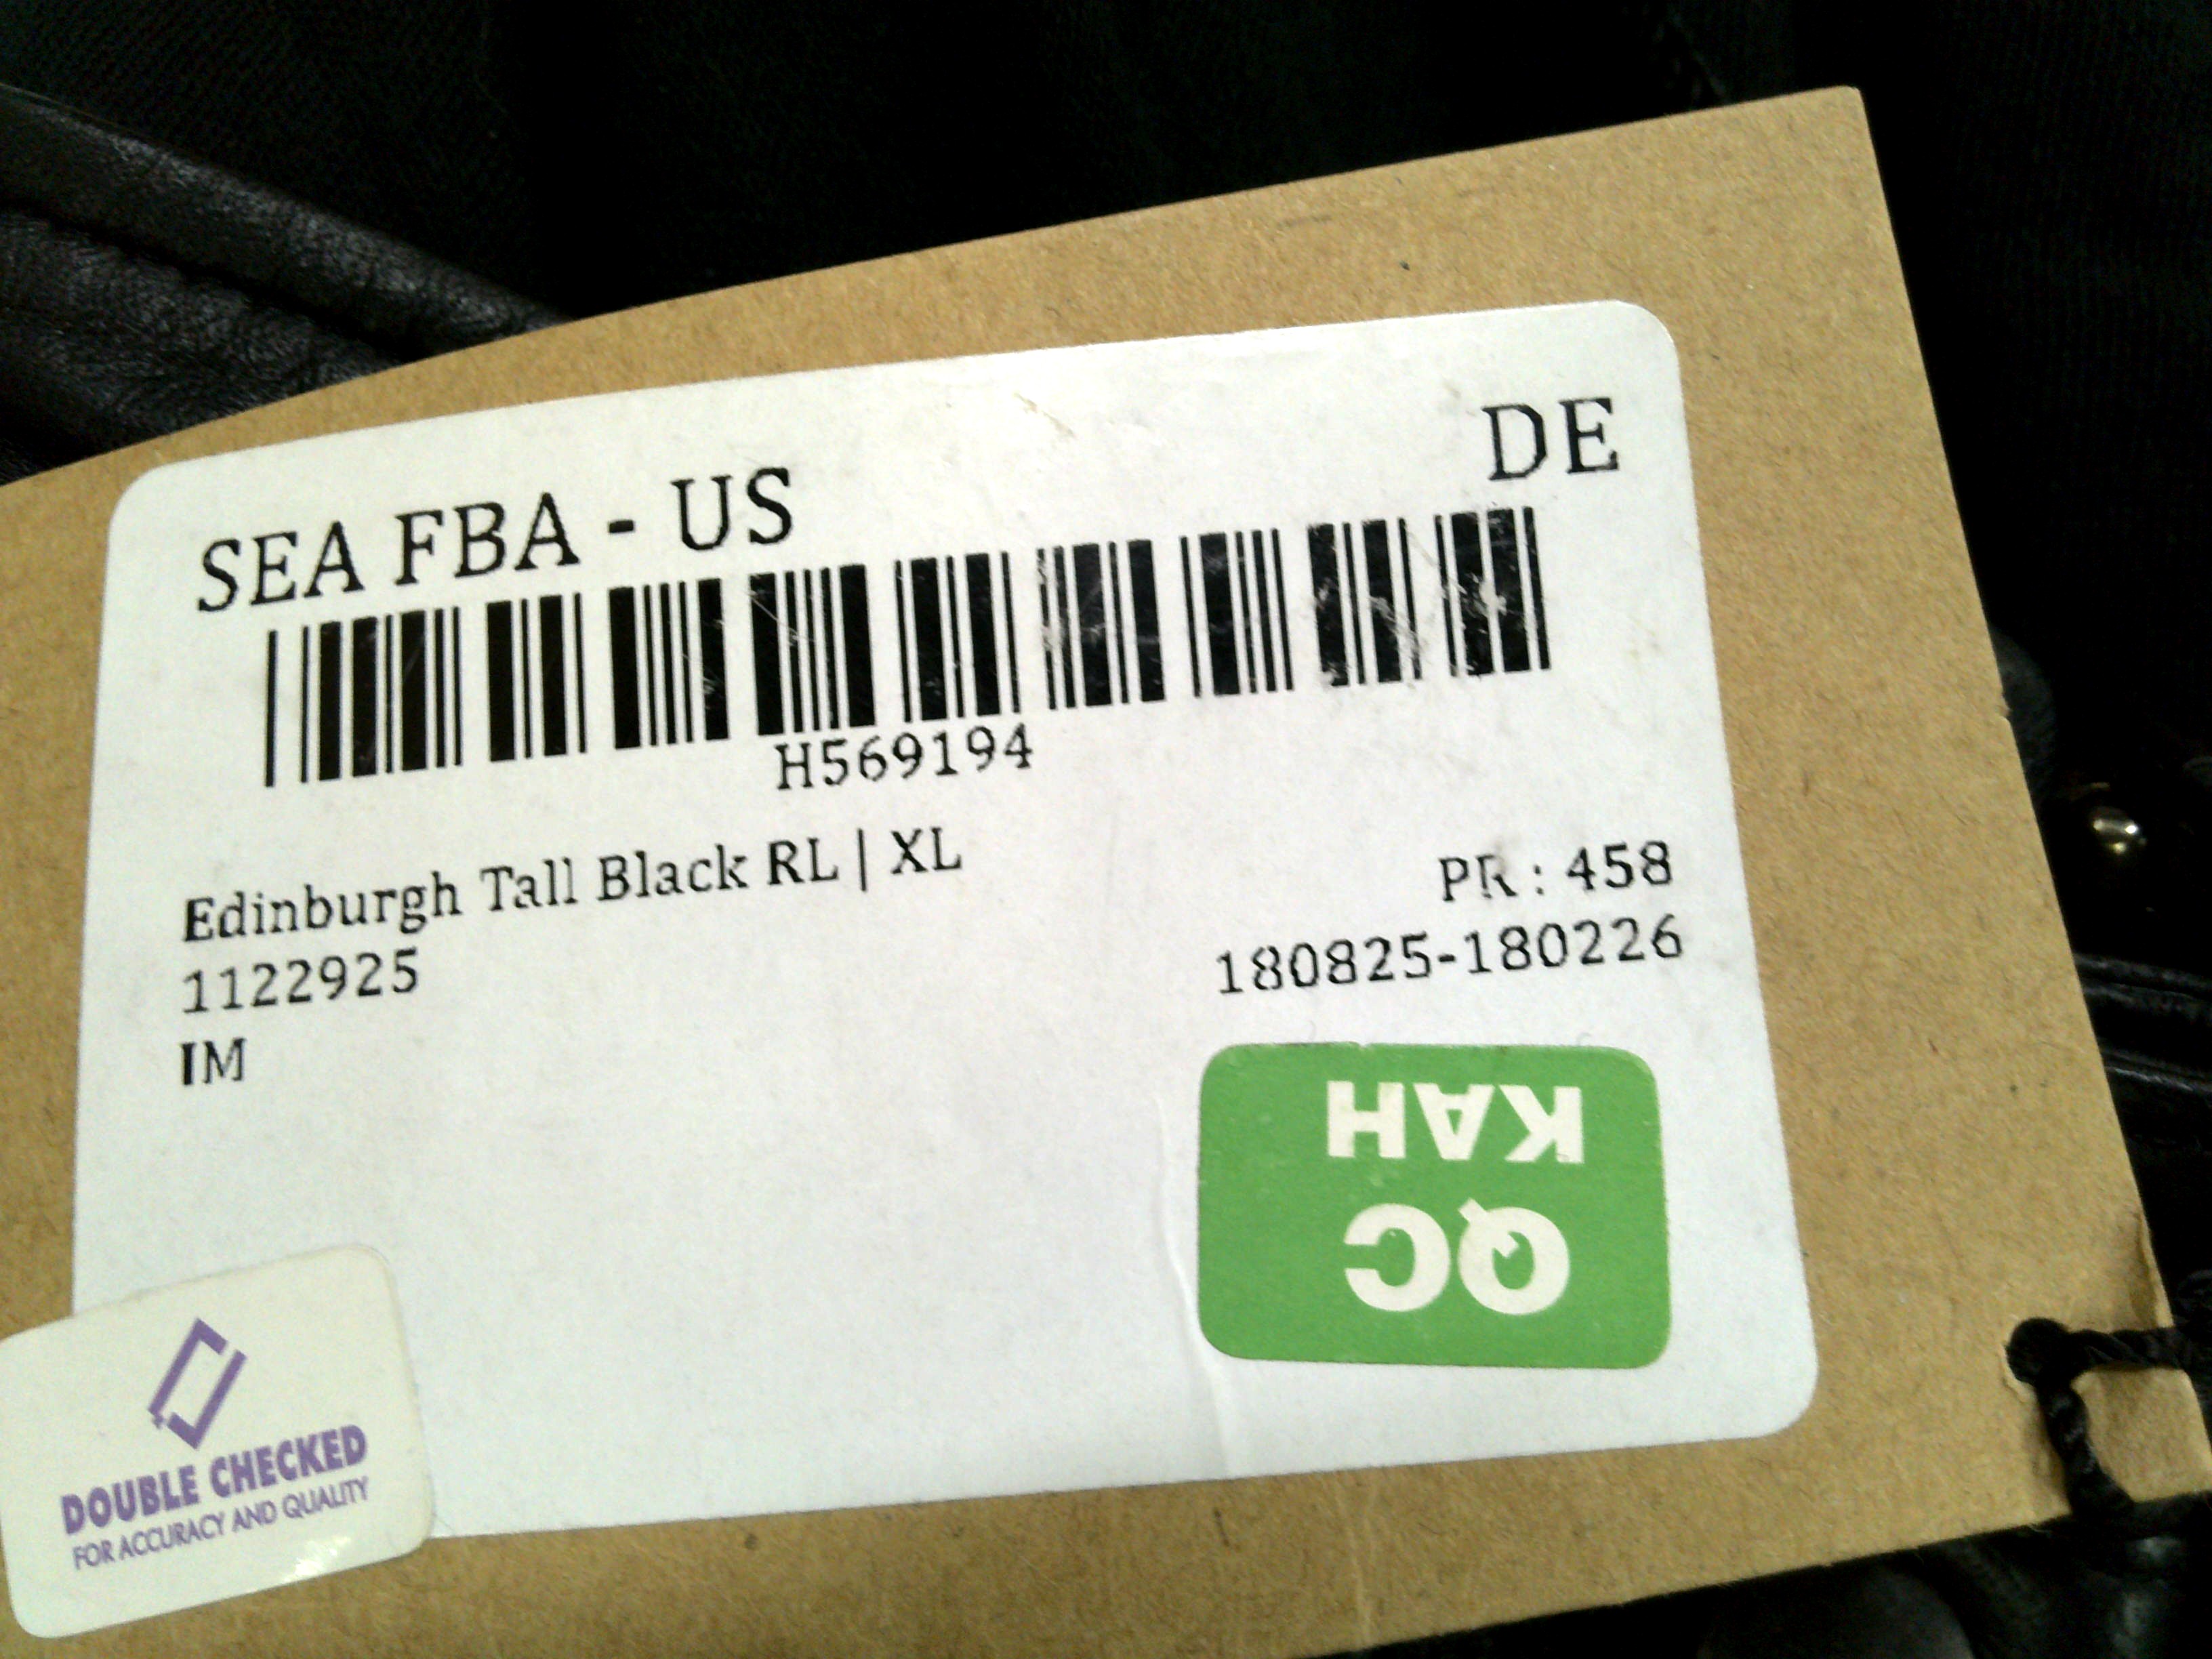 SEA FBA - US
DE
H569194
Edinburgh Tall Black RL | XL
PR : 458
1122925
180825-180226
IM
QC
KAH
DOUBLE CHECKED
FOR ACCURACY AND QUALITY